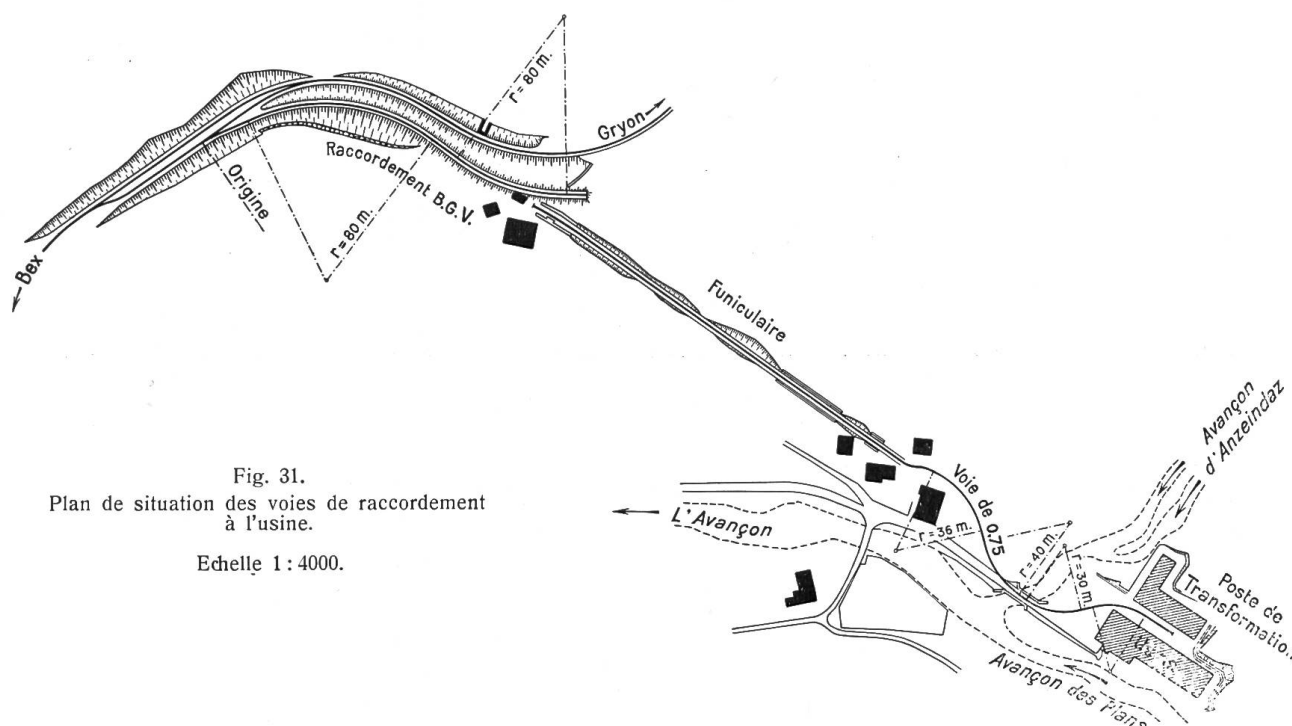 r = 80 m.
Gryon
Raccordement B.G.V.
Origine
r = 80 m.
Bex
Funiculaire
Avançon
d'Anzeindaz
Fig. 31.
Plan de situation des voies de raccordement
à l'usine.
Echelle 1 : 4000.
Voie de 0.75
L'Avançon
r = 36 m.
r = 40 m.
r = 30 m.
Poste de
Transformation
Avançon des Plans